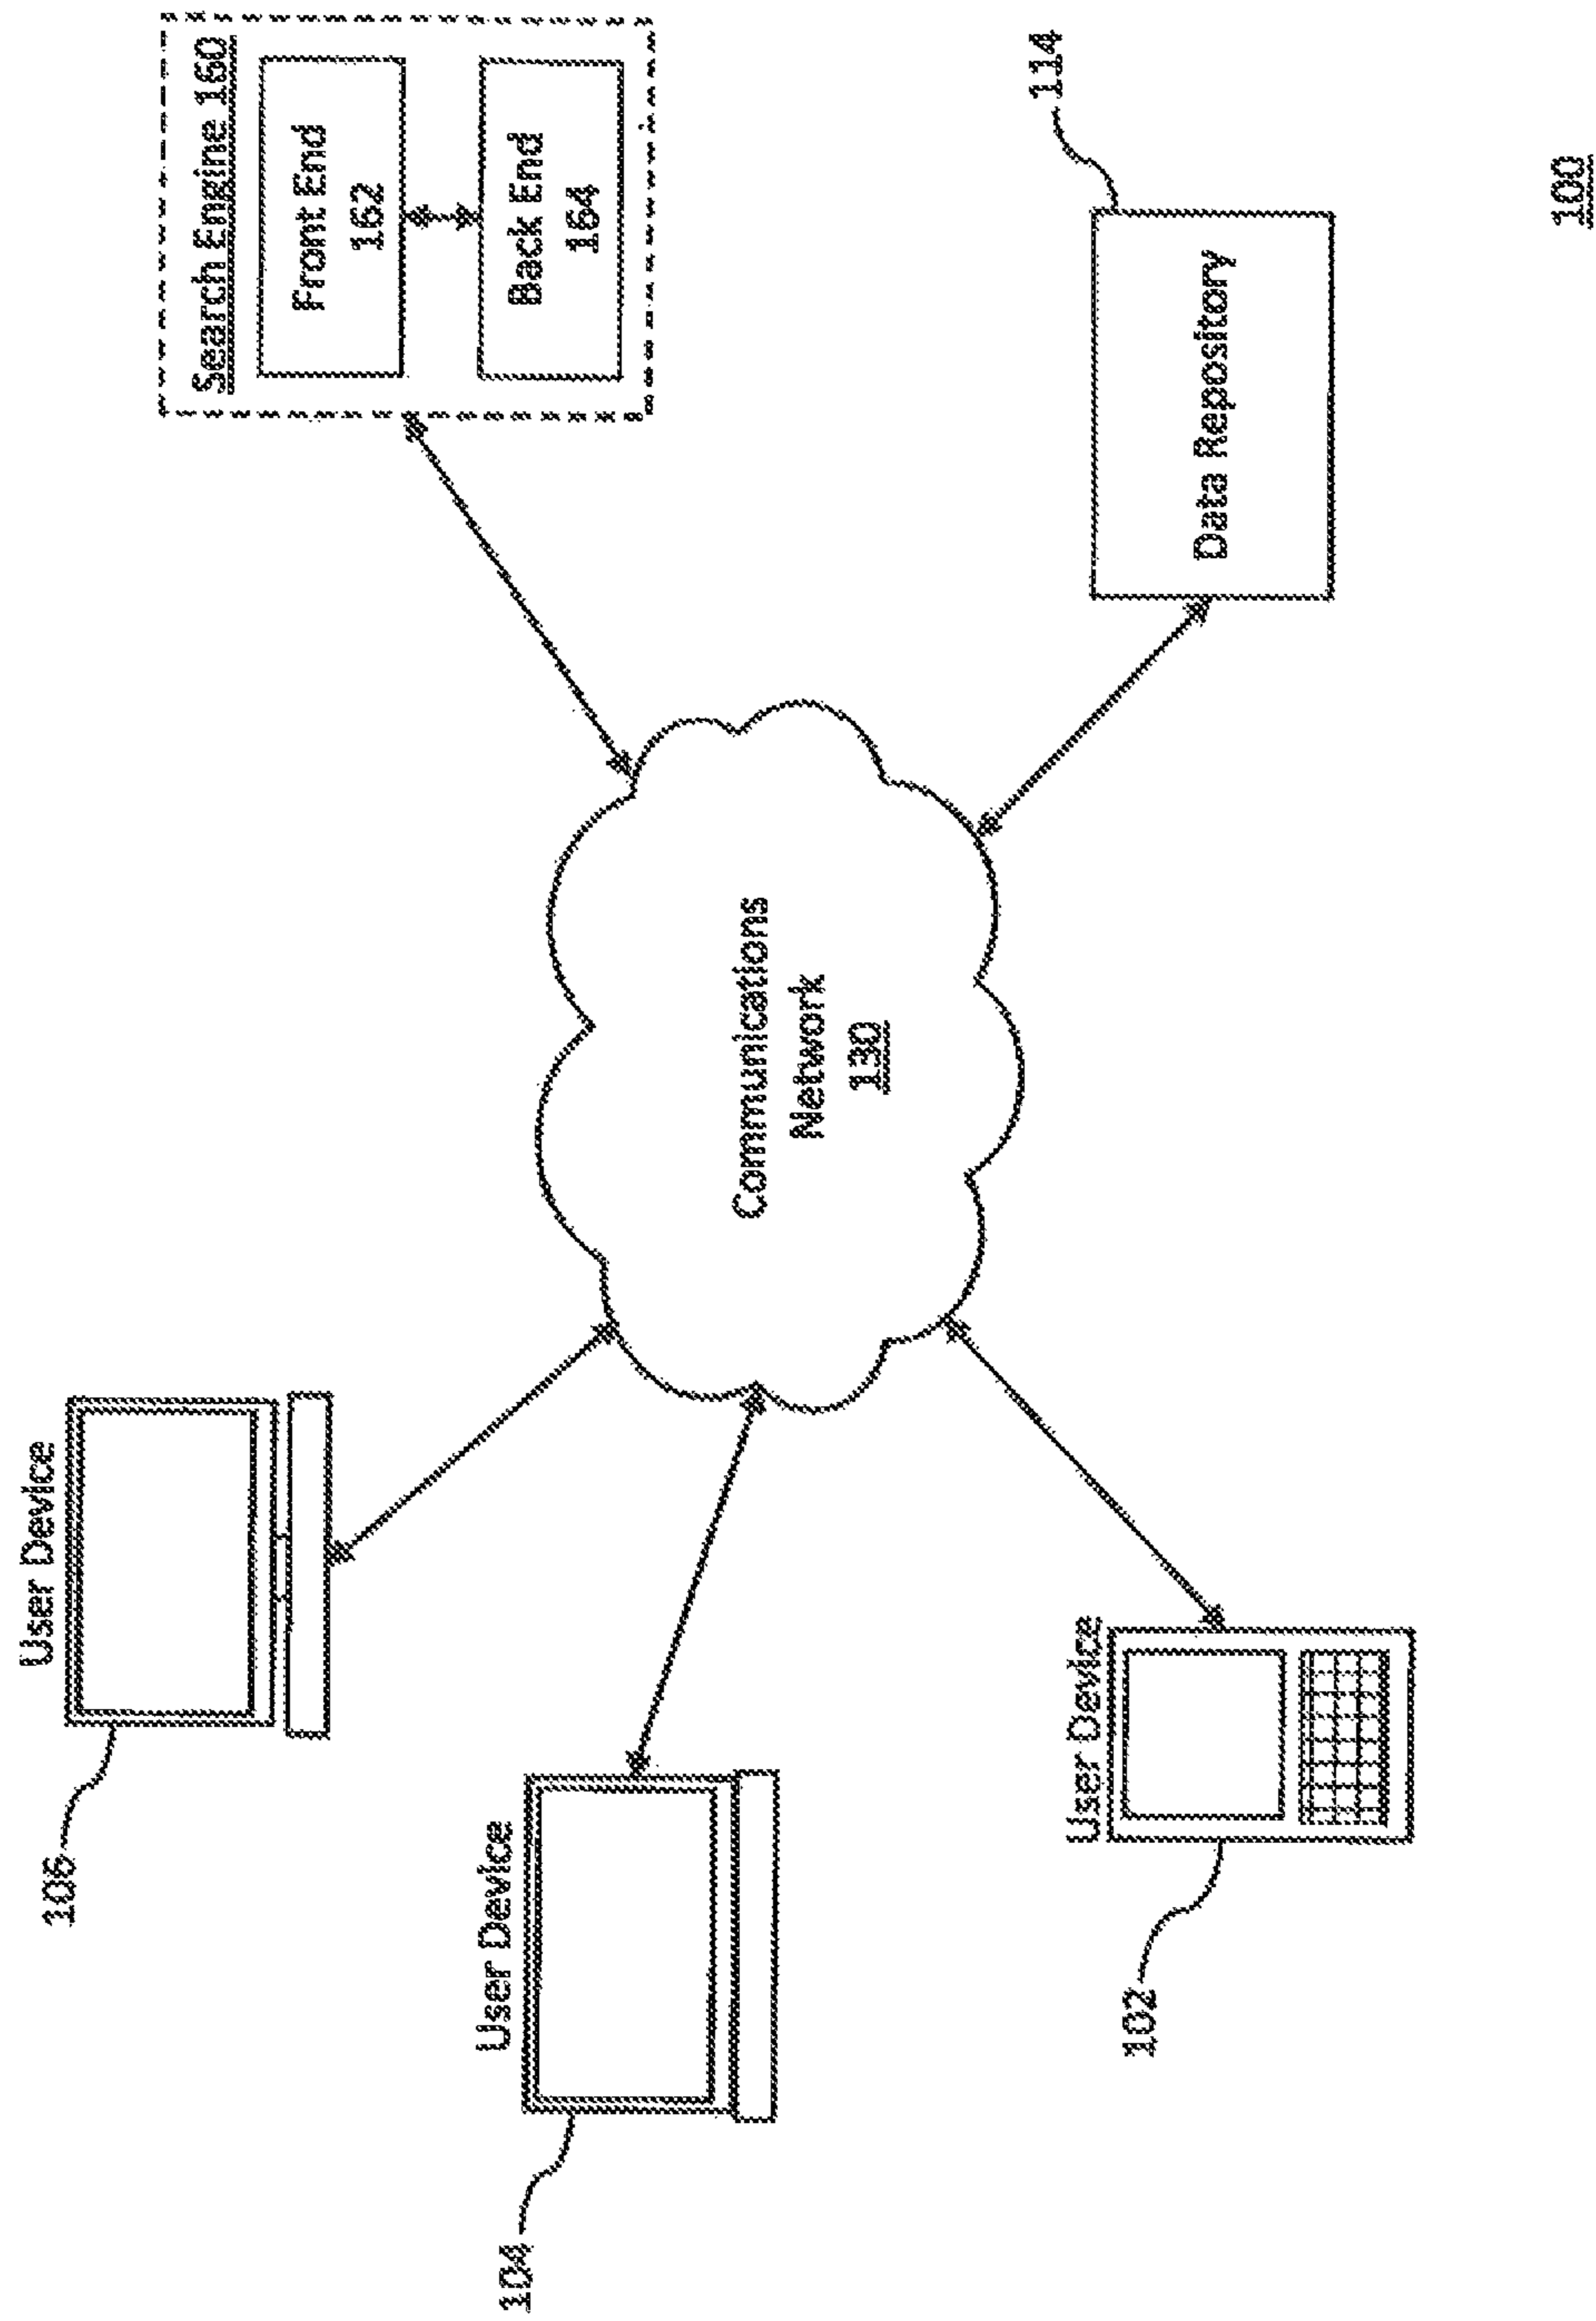 User Device
106
User Device
104
User Device
102
Communications
Network
130
Search Engine 160
Front End
162
Back End
164
114
Data Repository
100